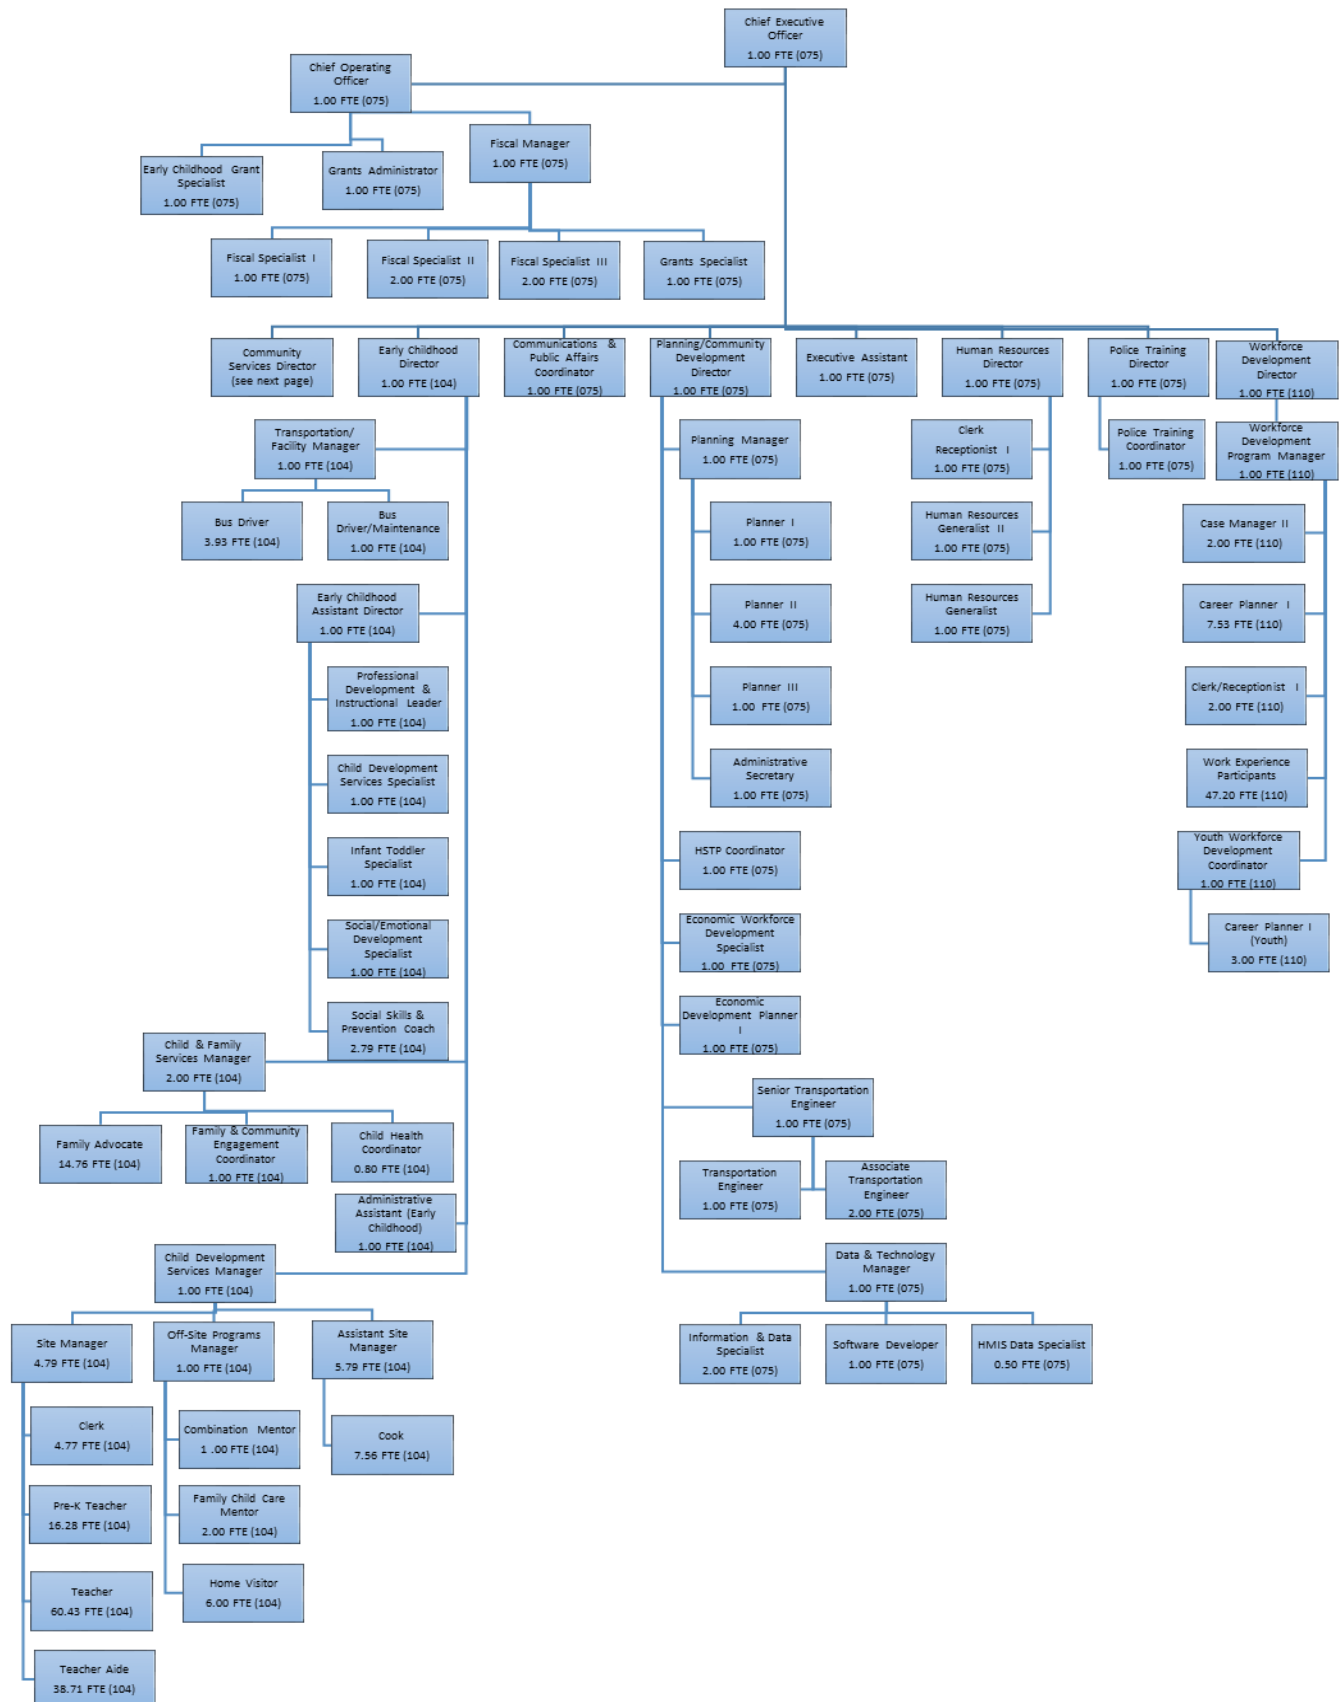 Chief Executive
Officer
1.00 FTE (075)
Chief Operating
Officer
1.00 FTE (075)
Fiscal Manager
1.00 FTE (075)
Early Childhood Grant
Specialist
1.00 FTE (075)
Grants Administrator
1.00 FTE (075)
Fiscal Specialist I
1.00 FTE (075)
Fiscal Specialist II
2.00 FTE (075)
Fiscal Specialist III
2.00 FTE (075)
Grants Specialist
1.00 FTE (075)
Community
Services Director
(see next page)
Early Childhood
Director
1.00 FTE (104)
Communications &
Public Affairs
Coordinator
1.00 FTE (075)
Planning/Community
Development
Director
1.00 FTE (075)
Executive Assistant
1.00 FTE (075)
Human Resources
Director
1.00 FTE (075)
Police Training
Director
1.00 FTE (075)
Workforce
Development
Director
1.00 FTE (110)
Transportation/
Facility Manager
1.00 FTE (104)
Bus Driver
3.93 FTE (104)
Bus
Driver/Maintenance
1.00 FTE (104)
Early Childhood
Assistant Director
1.00 FTE (104)
Professional
Development &
Instructional Leader
1.00 FTE (104)
Child Development
Services Specialist
1.00 FTE (104)
Infant Toddler
Specialist
1.00 FTE (104)
Social/Emotional
Development
Specialist
1.00 FTE (104)
Social Skills &
Prevention Coach
2.79 FTE (104)
Child & Family
Services Manager
2.00 FTE (104)
Family Advocate
14.76 FTE (104)
Family & Community
Engagement
Coordinator
1.00 FTE (104)
Child Health
Coordinator
0.80 FTE (104)
Administrative
Assistant (Early
Childhood)
1.00 FTE (104)
Child Development
Services Manager
1.00 FTE (104)
Site Manager
4.79 FTE (104)
Off-Site Programs
Manager
1.00 FTE (104)
Assistant Site
Manager
5.79 FTE (104)
Clerk
4.77 FTE (104)
Pre-K Teacher
16.28 FTE (104)
Teacher
60.43 FTE (104)
Teacher Aide
38.71 FTE (104)
Combination Mentor
1 .00 FTE (104)
Family Child Care
Mentor
2.00 FTE (104)
Home Visitor
6.00 FTE (104)
Cook
7.56 FTE (104)
Planning Manager
1.00 FTE (075)
Planner I
1.00 FTE (075)
Planner II
4.00 FTE (075)
Planner III
1.00 FTE (075)
Administrative
Secretary
1.00 FTE (075)
HSTP Coordinator
1.00 FTE (075)
Economic Workforce
Development
Specialist
1.00 FTE (075)
Economic
Development Planner
I
1.00 FTE (075)
Senior Transportation
Engineer
1.00 FTE (075)
Transportation
Engineer
1.00 FTE (075)
Associate
Transportation
Engineer
2.00 FTE (075)
Data & Technology
Manager
1.00 FTE (075)
Information & Data
Specialist
2.00 FTE (075)
Software Developer
1.00 FTE (075)
HMIS Data Specialist
0.50 FTE (075)
Clerk
Receptionist I
1.00 FTE (075)
Human Resources
Generalist II
1.00 FTE (075)
Human Resources
Generalist
1.00 FTE (075)
Police Training
Coordinator
1.00 FTE (075)
Workforce
Development
Program Manager
1.00 FTE (110)
Case Manager II
2.00 FTE (110)
Career Planner I
7.53 FTE (110)
Clerk/Receptionist I
2.00 FTE (110)
Work Experience
Participants
47.20 FTE (110)
Youth Workforce
Development
Coordinator
1.00 FTE (110)
Career Planner I
(Youth)
3.00 FTE (110)